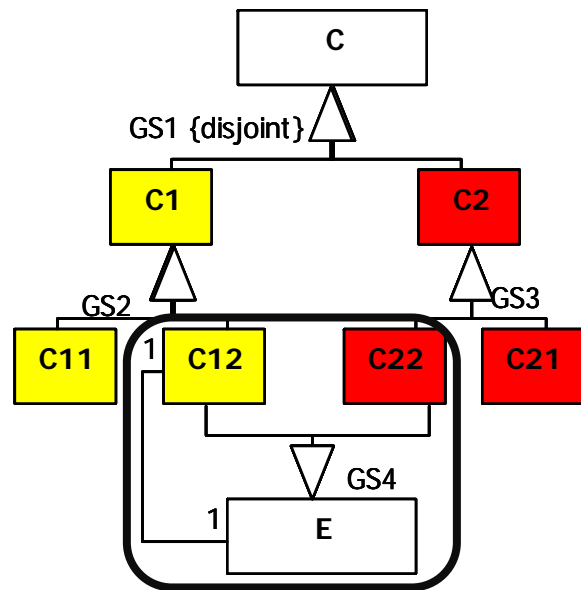 C
GS1 {disjoint}
C1
C2
GS2
GS3
C11
1
C12
C22
C21
GS4
1
E